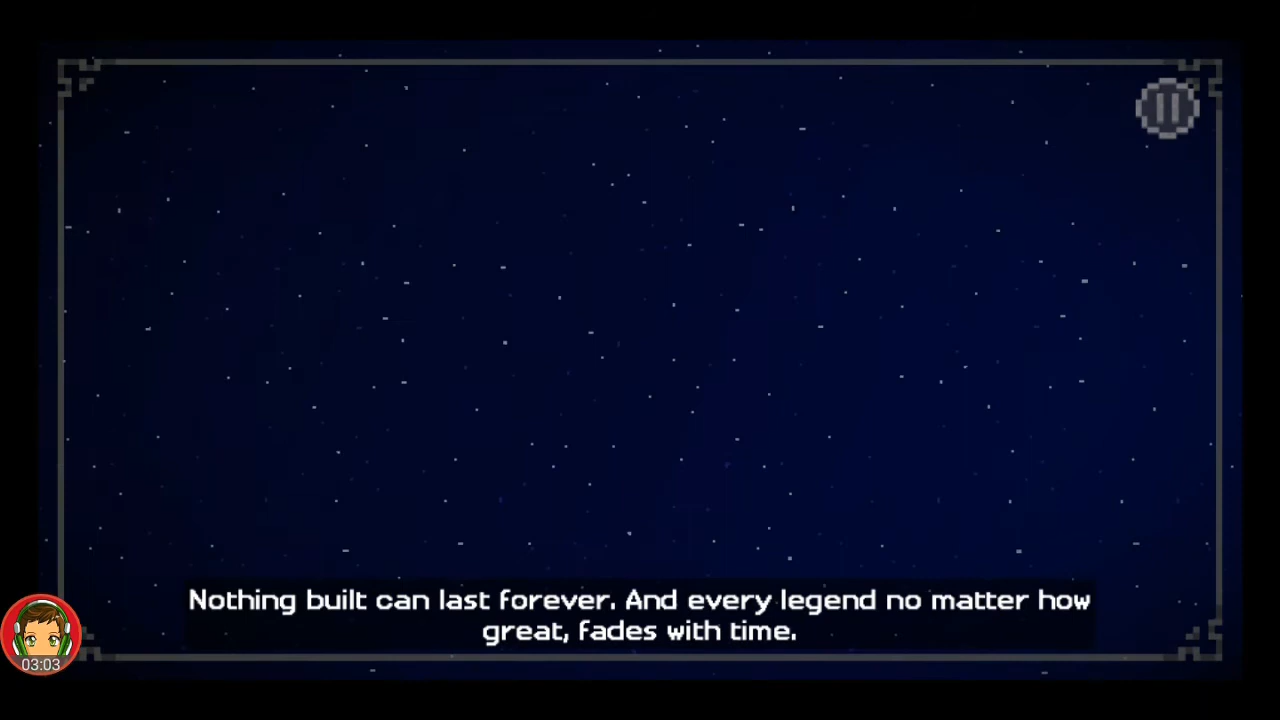 Nothing built can last forever. And every legend no matter how
great, fades with time.
03:03